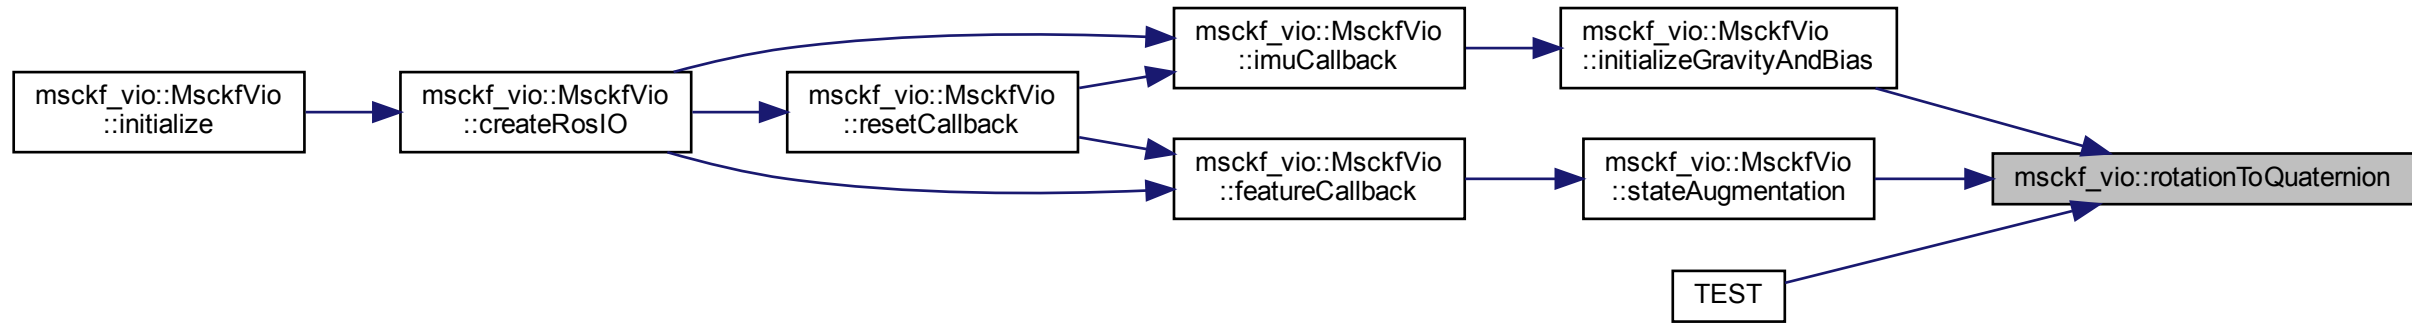 msckf_vio::MsckfVio
::initialize
msckf_vio::MsckfVio
::createRosIO
msckf_vio::MsckfVio
::resetCallback
msckf_vio::MsckfVio
::imuCallback
msckf_vio::MsckfVio
::featureCallback
msckf_vio::MsckfVio
::initializeGravityAndBias
msckf_vio::MsckfVio
::stateAugmentation
TEST
msckf_vio::rotationToQuaternion